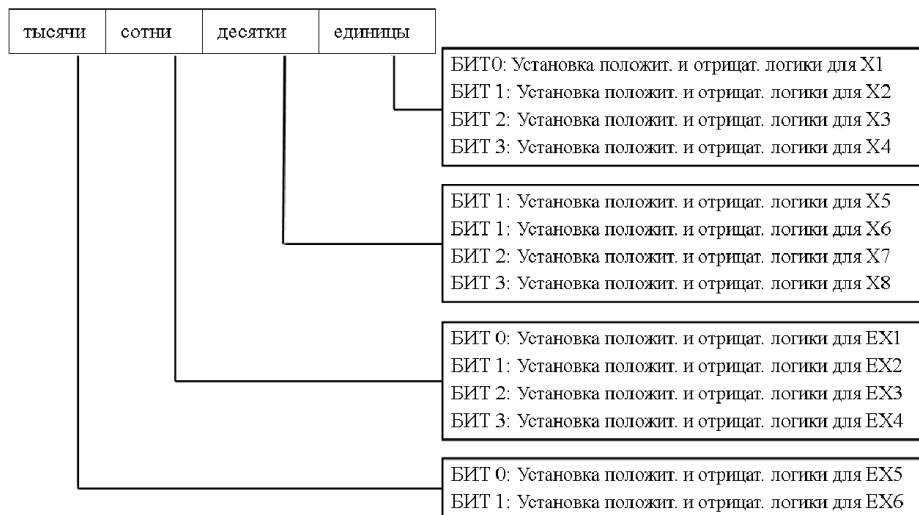 тысячи сотни десятки единицы
БИТ0: Установка положит. и отрицат. логики для X1
БИТ 1: Установка положит. и отрицат. логики для X2
БИТ 2: Установка положит. и отрицат. логики для X3
БИТ 3: Установка положит. и отрицат. логики для X4
БИТ 1: Установка положит. и отрицат. логики для X5
БИТ 1: Установка положит. и отрицат. логики для X6
БИТ 2: Установка положит. и отрицат. логики для X7
БИТ 3: Установка положит. и отрицат. логики для X8
БИТ 0: Установка положит. и отрицат. логики для EX1
БИТ 1: Установка положит. и отрицат. логики для EX2
БИТ 2: Установка положит. и отрицат. логики для EX3
БИТ 3: Установка положит. и отрицат. логики для EX4
БИТ 0: Установка положит. и отрицат. логики для EX5
БИТ 1: Установка положит. и отрицат. логики для EX6